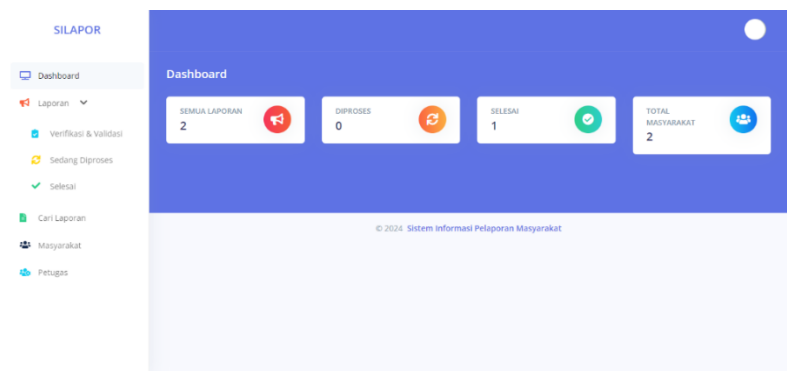 SILAPOR
Dashboard
Laporan
Verifikasi & Validasi
Sedang Diproses
Selesai
Cari Laporan
Masyarakat
Petugas
Dashboard
SEMUA LAPORAN
2
DIPROSES
0
SELESAI
1
TOTAL
MASYARAKAT
2
© 2024 Sistem Informasi Pelaporan Masyarakat